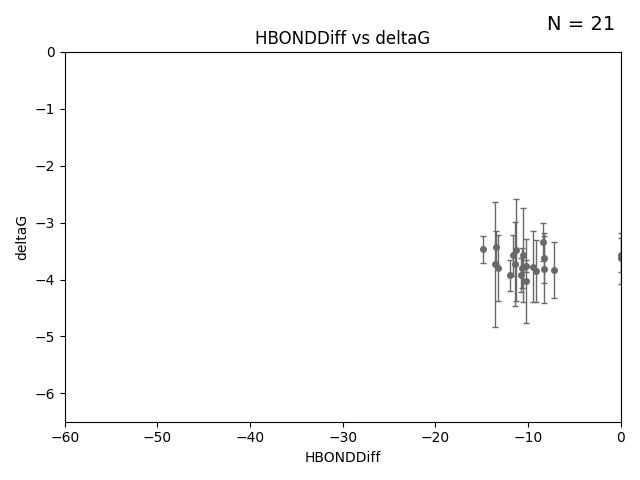 N = 21
HBONDDiff vs deltaG
0
−1
−2
−3
−4
−5
−6
deltaG
−60 −50 −40 −30 −20 −10 0
HBONDDiff